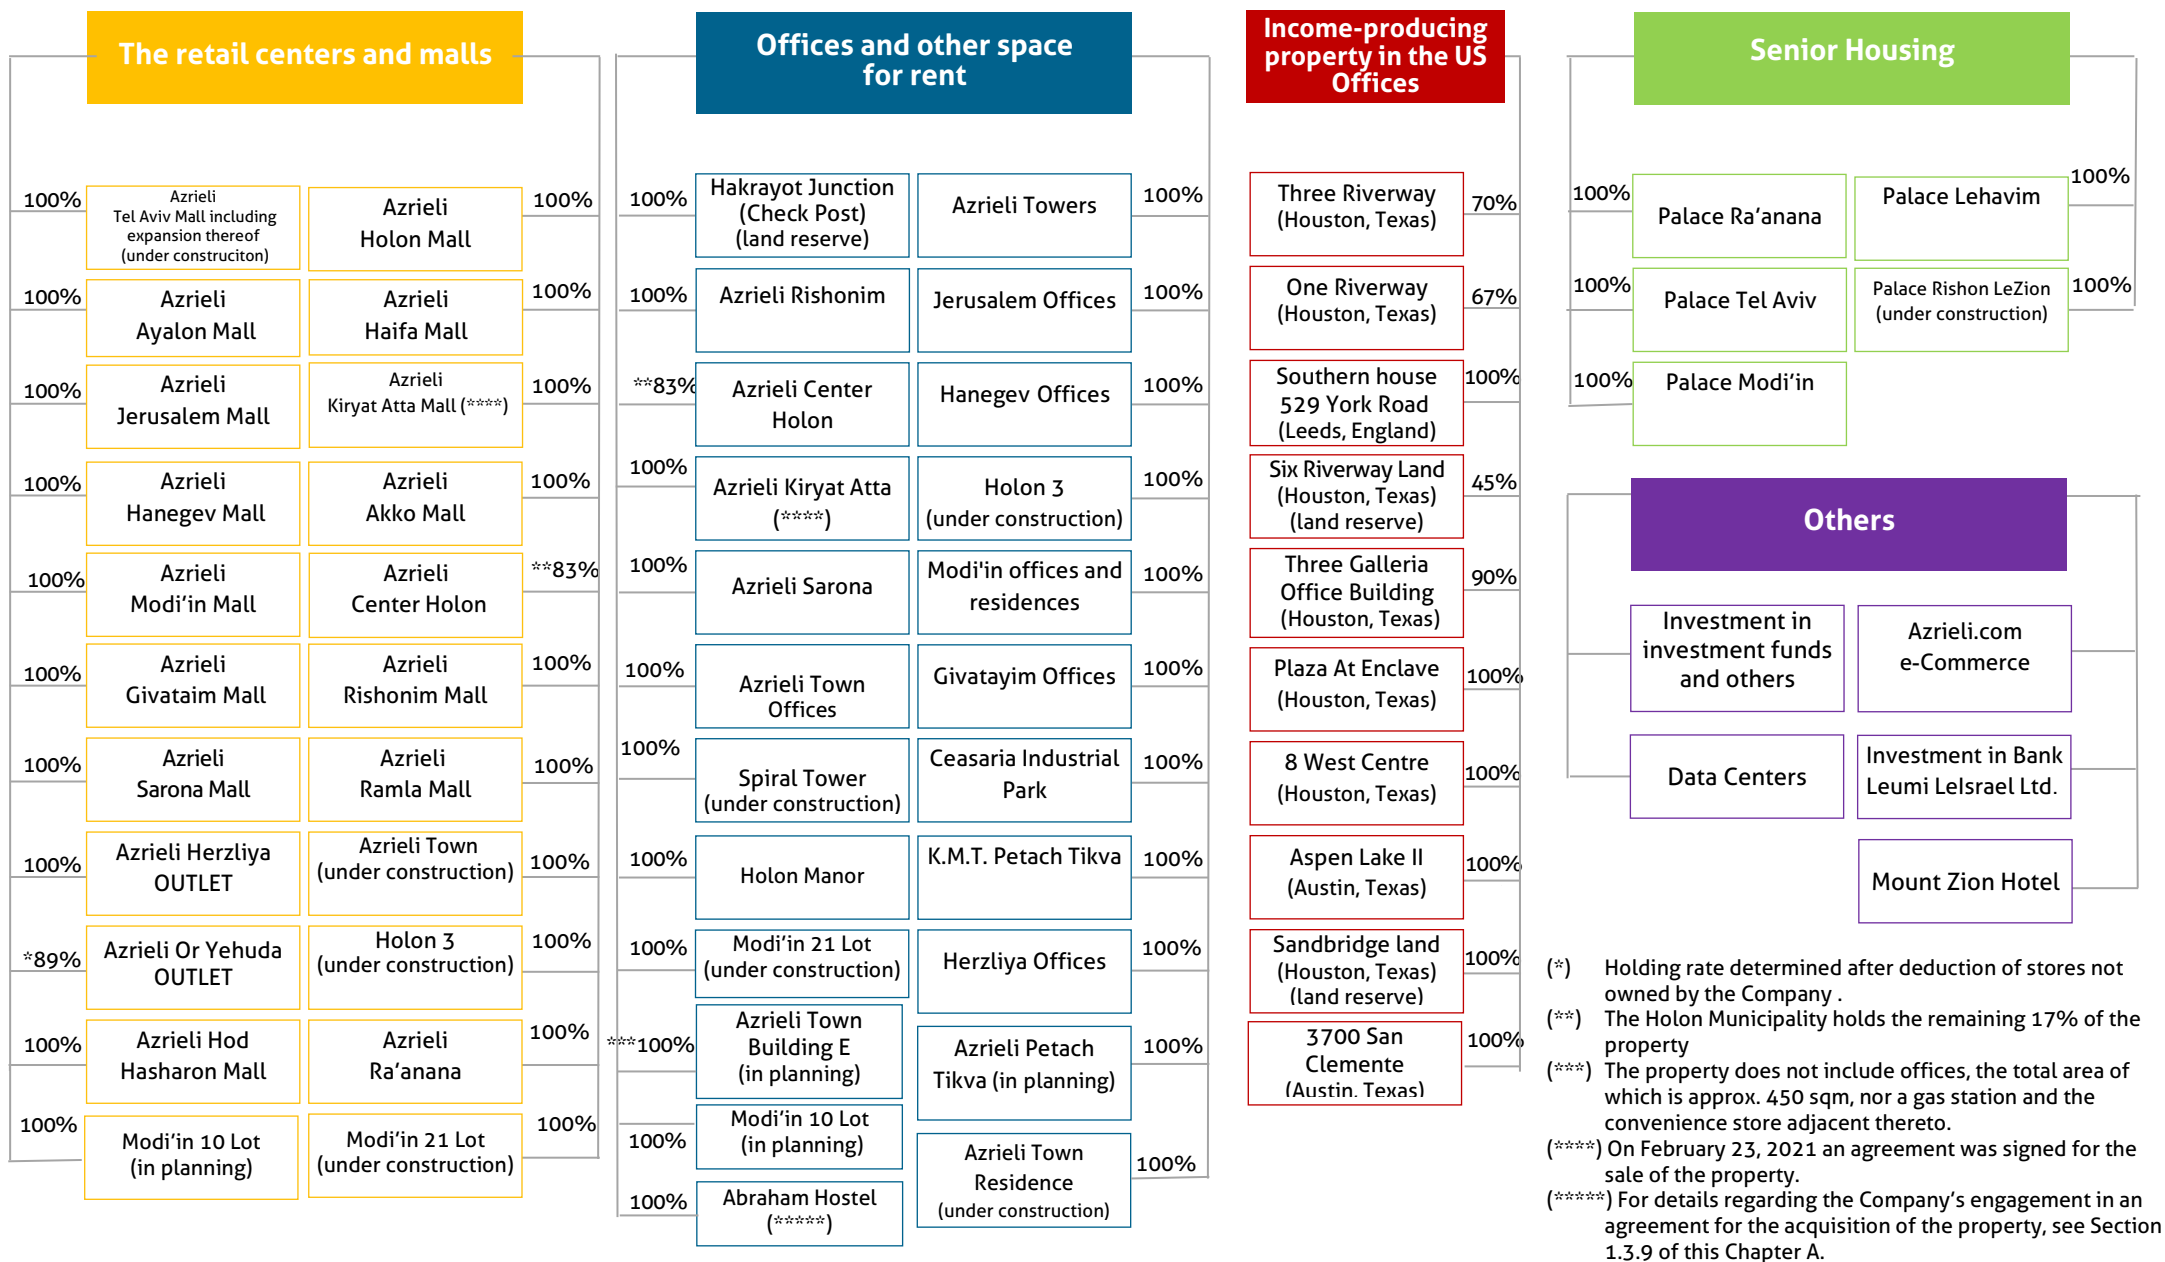 The retail centers and malls
100%
Azrieli
Tel Aviv Mall including
expansion thereof
(under construciton)
Azrieli
Holon Mall
100%
100%
Azrieli
Ayalon Mall
Azrieli
Haifa Mall
100%
100%
Azrieli
Jerusalem Mall
Azrieli
Kiryat Atta Mall (****)
100%
100%
Azrieli
Hanegev Mall
Azrieli
Akko Mall
100%
100%
Azrieli
Modi’in Mall
Azrieli
Center Holon
**83%
100%
Azrieli
Givataim Mall
Azrieli
Rishonim Mall
100%
100%
Azrieli
Sarona Mall
Azrieli
Ramla Mall
100%
100%
Azrieli Herzliya
OUTLET
Azrieli Town
(under construction)
100%
*89%
Azrieli Or Yehuda
OUTLET
Holon 3
(under construction)
100%
100%
Azrieli Hod
Hasharon Mall
Azrieli
Ra’anana
100%
100%
Modi’in 10 Lot
(in planning)
Modi’in 21 Lot
(under construction)
100%
Offices and other space
for rent
100%
Hakrayot Junction
(Check Post)
(land reserve)
Azrieli Towers
100%
100%
Azrieli Rishonim
Jerusalem Offices
100%
**83%
Azrieli Center
Holon
Hanegev Offices
100%
100%
Azrieli Kiryat Atta
(****)
Holon 3
(under construction)
100%
100%
Azrieli Sarona
Modi'in offices and
residences
100%
100%
Azrieli Town
Offices
Givatayim Offices
100%
100%
Spiral Tower
(under construction)
Ceasaria Industrial
Park
100%
100%
Holon Manor
K.M.T. Petach Tikva
100%
100%
Modi’in 21 Lot
(under construction)
Herzliya Offices
100%
***100%
Azrieli Town
Building E
(in planning)
Azrieli Petach
Tikva (in planning)
100%
100%
Modi’in 10 Lot
(in planning)
Azrieli Town
Residence
(under construction)
100%
100%
Abraham Hostel
(*****)
Income-producing
property in the US
Offices
Three Riverway
(Houston, Texas)
70%
One Riverway
(Houston, Texas)
67%
Southern house
529 York Road
(Leeds, England)
100%
Six Riverway Land
(Houston, Texas)
(land reserve)
45%
Three Galleria
Office Building
(Houston, Texas)
90%
Plaza At Enclave
(Houston, Texas)
100%
8 West Centre
(Houston, Texas)
100%
Aspen Lake II
(Austin, Texas)
100%
Sandbridge land
(Houston, Texas)
(land reserve)
100%
3700 San
Clemente
(Austin, Texas)
100%
Senior Housing
100%
Palace Ra’anana
Palace Lehavim
100%
100%
Palace Tel Aviv
Palace Rishon LeZion
(under construction)
100%
100%
Palace Modi’in
Others
Investment in
investment funds
and others
Azrieli.com
e-Commerce
Data Centers
Investment in Bank
Leumi LeIsrael Ltd.
Mount Zion Hotel
(*) Holding rate determined after deduction of stores not
owned by the Company .
(**) The Holon Municipality holds the remaining 17% of the
property
(***) The property does not include offices, the total area of
which is approx. 450 sqm, nor a gas station and the
convenience store adjacent thereto.
(****) On February 23, 2021 an agreement was signed for the
sale of the property.
(*****) For details regarding the Company’s engagement in an
agreement for the acquisition of the property, see Section
1.3.9 of this Chapter A.